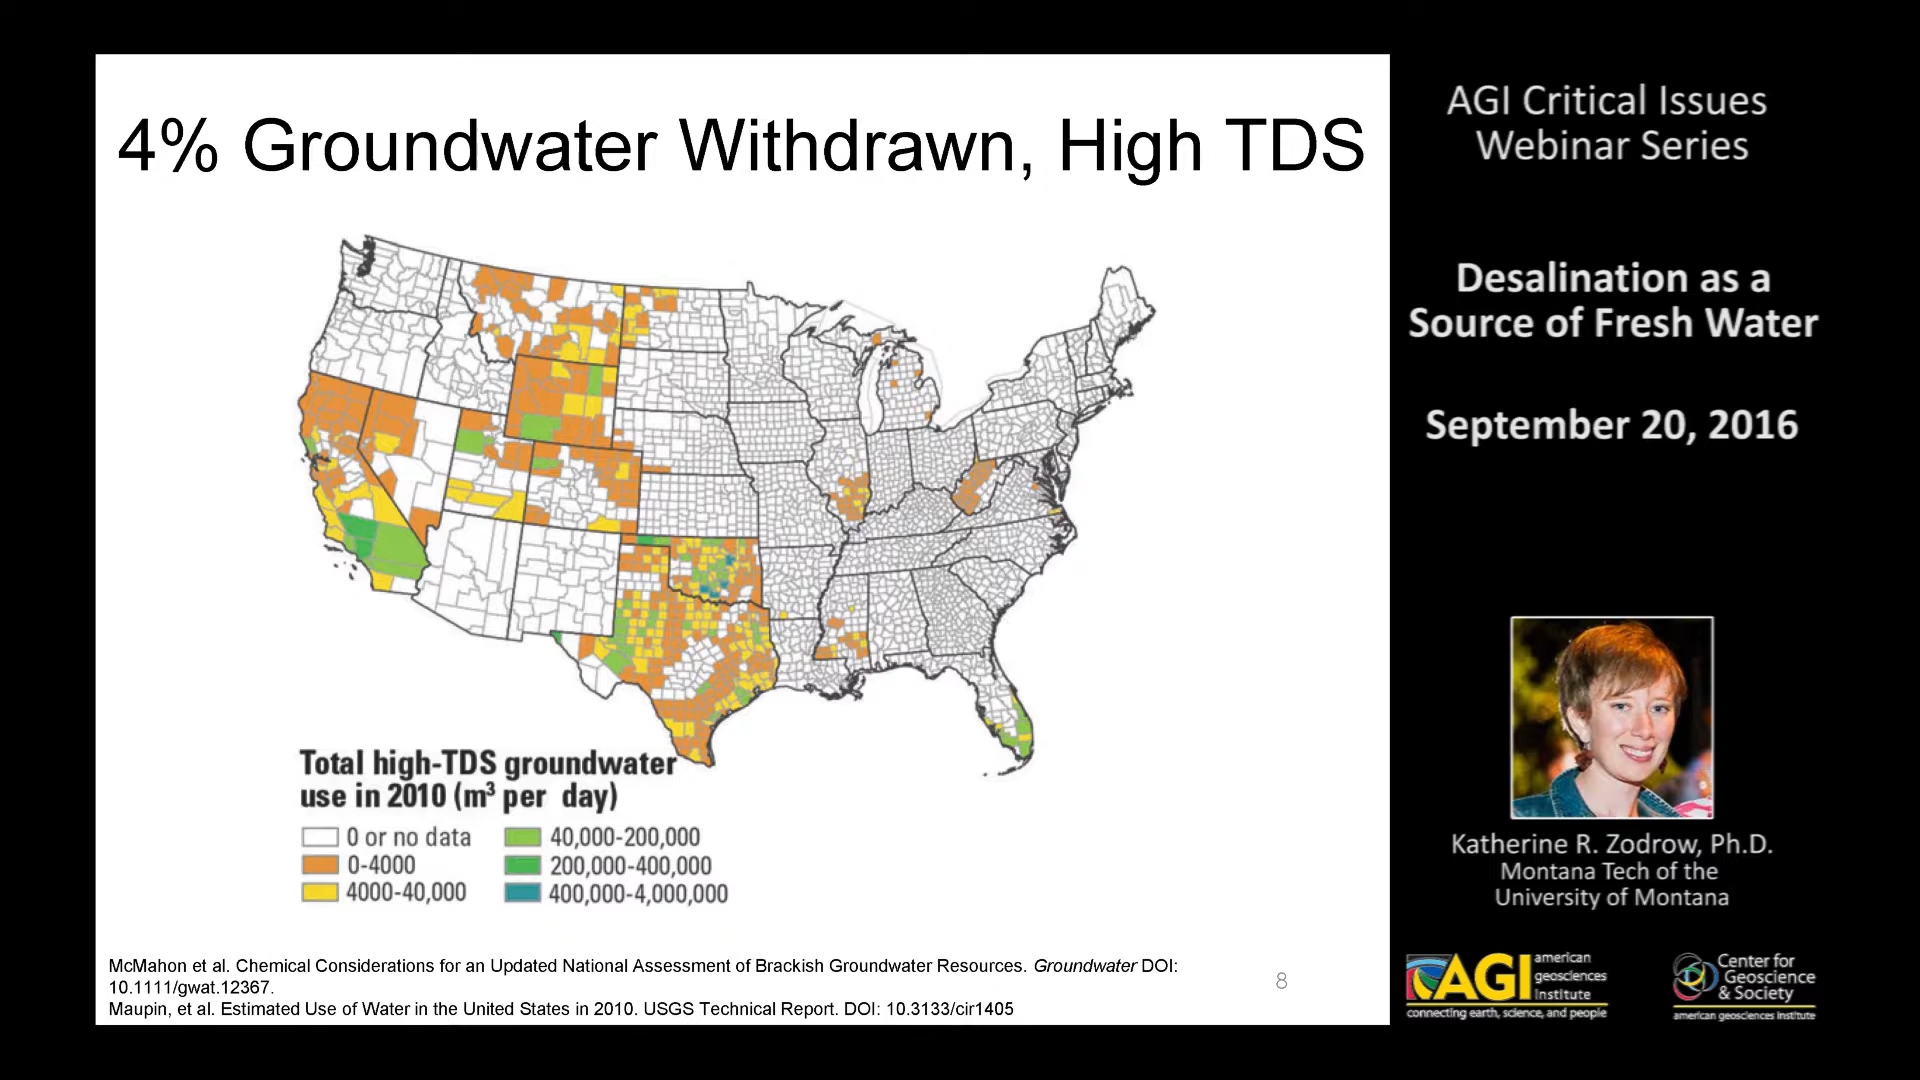 4% Groundwater Withdrawn, High TDS
Total high-TDS groundwater
use in 2010 (m³ per day)
0 or no data
0-4000
4000-40,000
40,000-200,000
200,000-400,000
400,000-4,000,000
McMahon et al. Chemical Considerations for an Updated National Assessment of Brackish Groundwater Resources. Groundwater DOI:
10.1111/gwat.12367.
Maupin, et al. Estimated Use of Water in the United States in 2010. USGS Technical Report. DOI: 10.3133/cir1405
8
AGI Critical Issues
Webinar Series
Desalination as a
Source of Fresh Water
September 20, 2016
Katherine R. Zodrow, Ph.D.
Montana Tech of the
University of Montana
AGI
american
geosciences
institute
connecting earth, science, and people
Center for
Geoscience
& Society
american geosciences institute